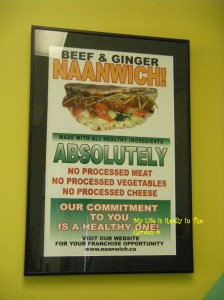 BEEF & GINGER
NAANWICH!
MADE WITH ALL HEALTHY INGREDIENTS
ABSOLUTELY
NO PROCESSED MEAT
NO PROCESSED VEGETABLES
NO PROCESSED CHEESE
My Life is Really In The
OUR COMMITMENT
TO YOU
IS A HEALTHY ONE!
VISIT OUR WEBSITE
FOR YOUR FRANCHISE OPPORTUNITY
www.naanwich.ca